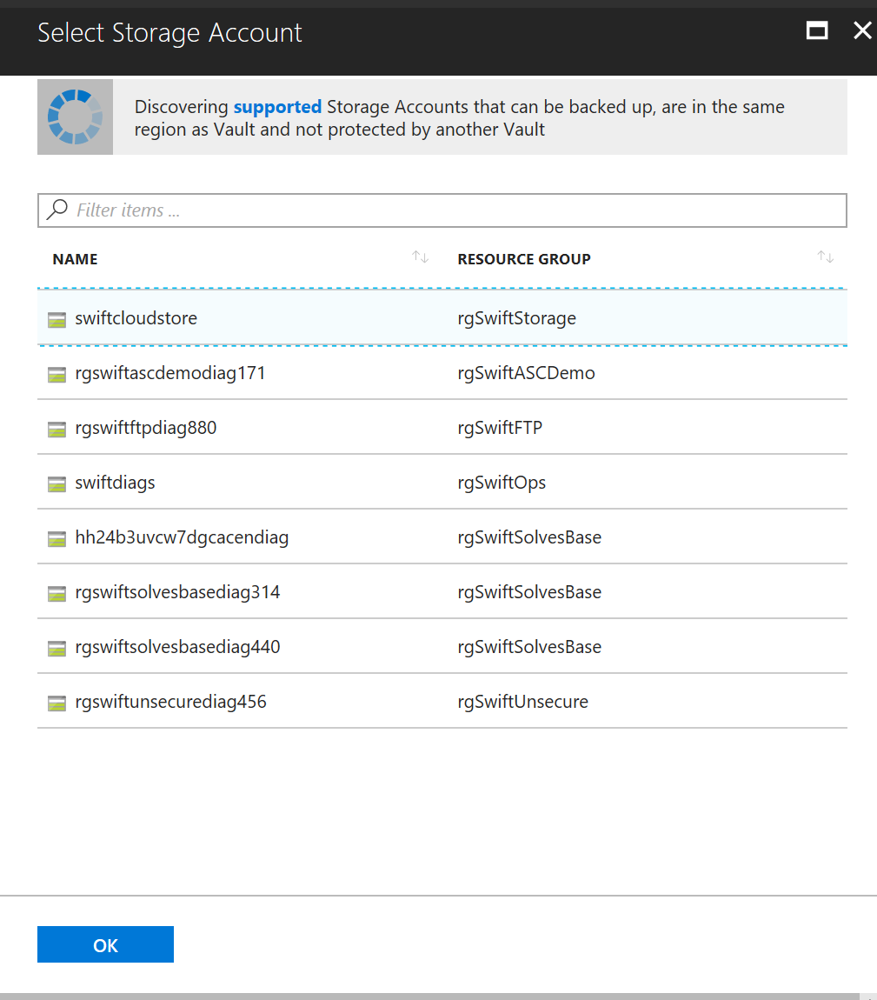 Select Storage Account
Discovering supported Storage Accounts that can be backed up, are in the same
region as Vault and not protected by another Vault
Filter items ...
NAME RESOURCE GROUP
swiftcloudstore rgSwiftStorage
rgswiftascdemodiag171 rgSwiftASCDemo
rgswiftftpdiag880 rgSwiftFTP
swiftdiags rgSwiftOps
hh24b3uvcw7dgcacendiag rgSwiftSolvesBase
rgswiftsolvesbasediag314 rgSwiftSolvesBase
rgswiftsolvesbasediag440 rgSwiftSolvesBase
rgswiftunsecurediag456 rgSwiftUnsecure
OK